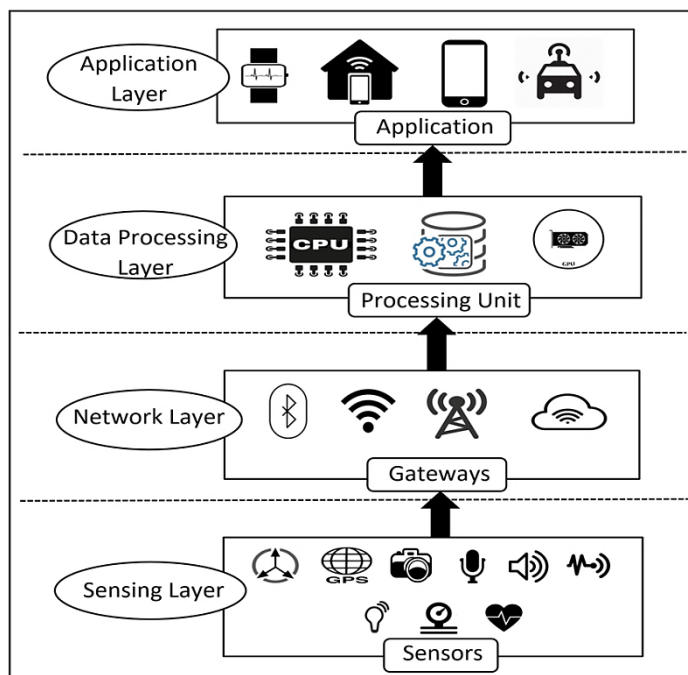 Application
Layer
Application
Data Processing
Layer
CPU
GPU
Processing Unit
Network Layer
Gateways
GPS
Sensing Layer
Sensors